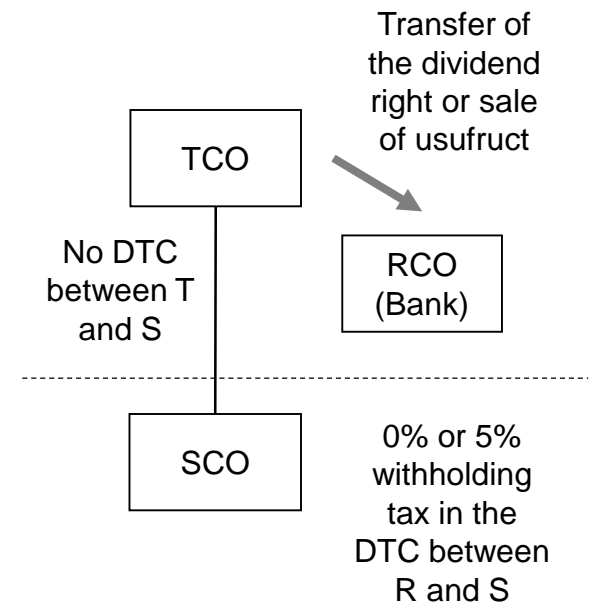 Transfer of
the dividend
right or sale
of usufruct
TCO
No DTC
between T
and S
RCO
(Bank)
SCO
0% or 5%
withholding
tax in the
DTC between
R and S